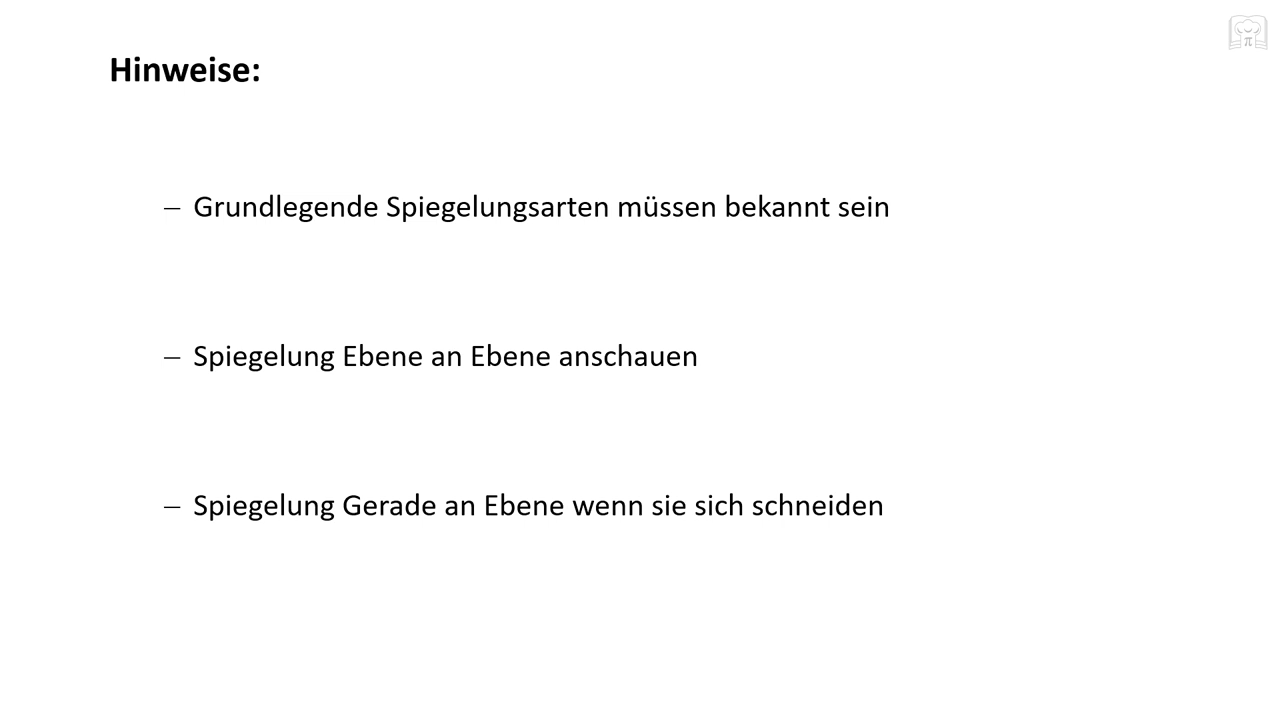 Hinweise:
– Grundlegende Spiegelungsarten müssen bekannt sein
– Spiegelung Ebene an Ebene anschauen
– Spiegelung Gerade an Ebene wenn sie sich schneiden
π